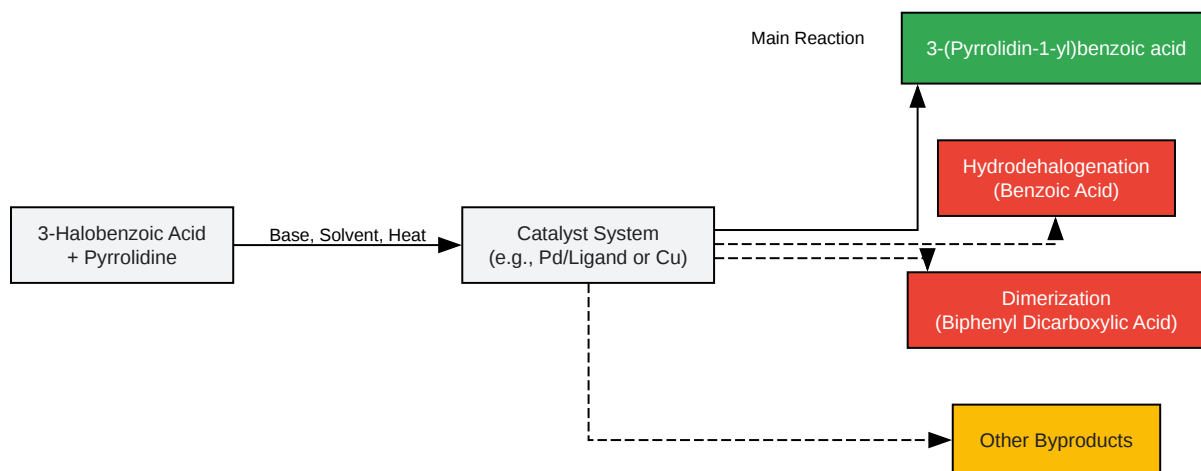 Main Reaction
3-(Pyrrolidin-1-yl)benzoic acid
Hydrodehalogenation
(Benzoic Acid)
3-Halobenzoic Acid
+ Pyrrolidine
Base, Solvent, Heat
Catalyst System
(e.g., Pd/Ligand or Cu)
Dimerization
(Biphenyl Dicarboxylic Acid)
Other Byproducts